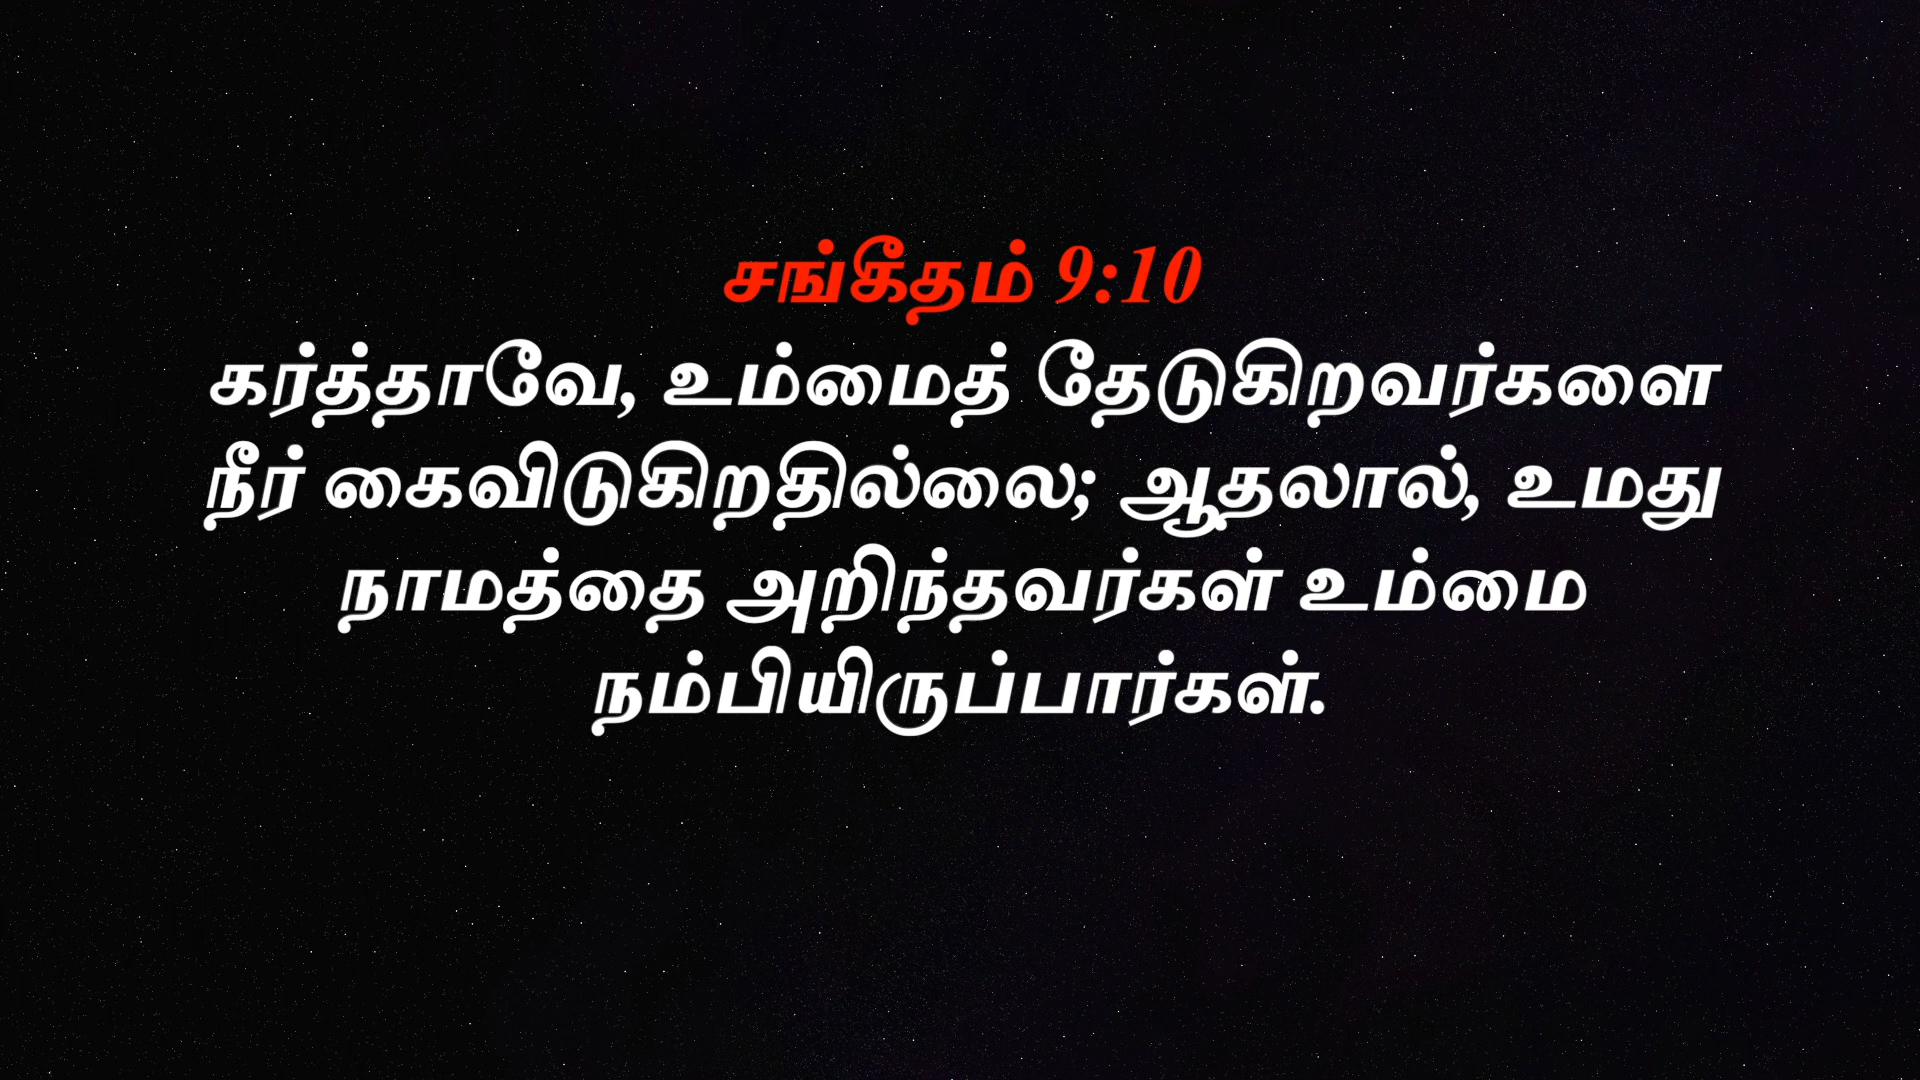 சங்கீதம் 9:10
கர்த்தாவே, உம்மைத் தேடுகிறவர்களை
நீர் கைவிடுகிறதில்லை; ஆதலால், உமது
நாமத்தை அறிந்தவர்கள் உம்மை
நம்பியிருப்பார்கள்.